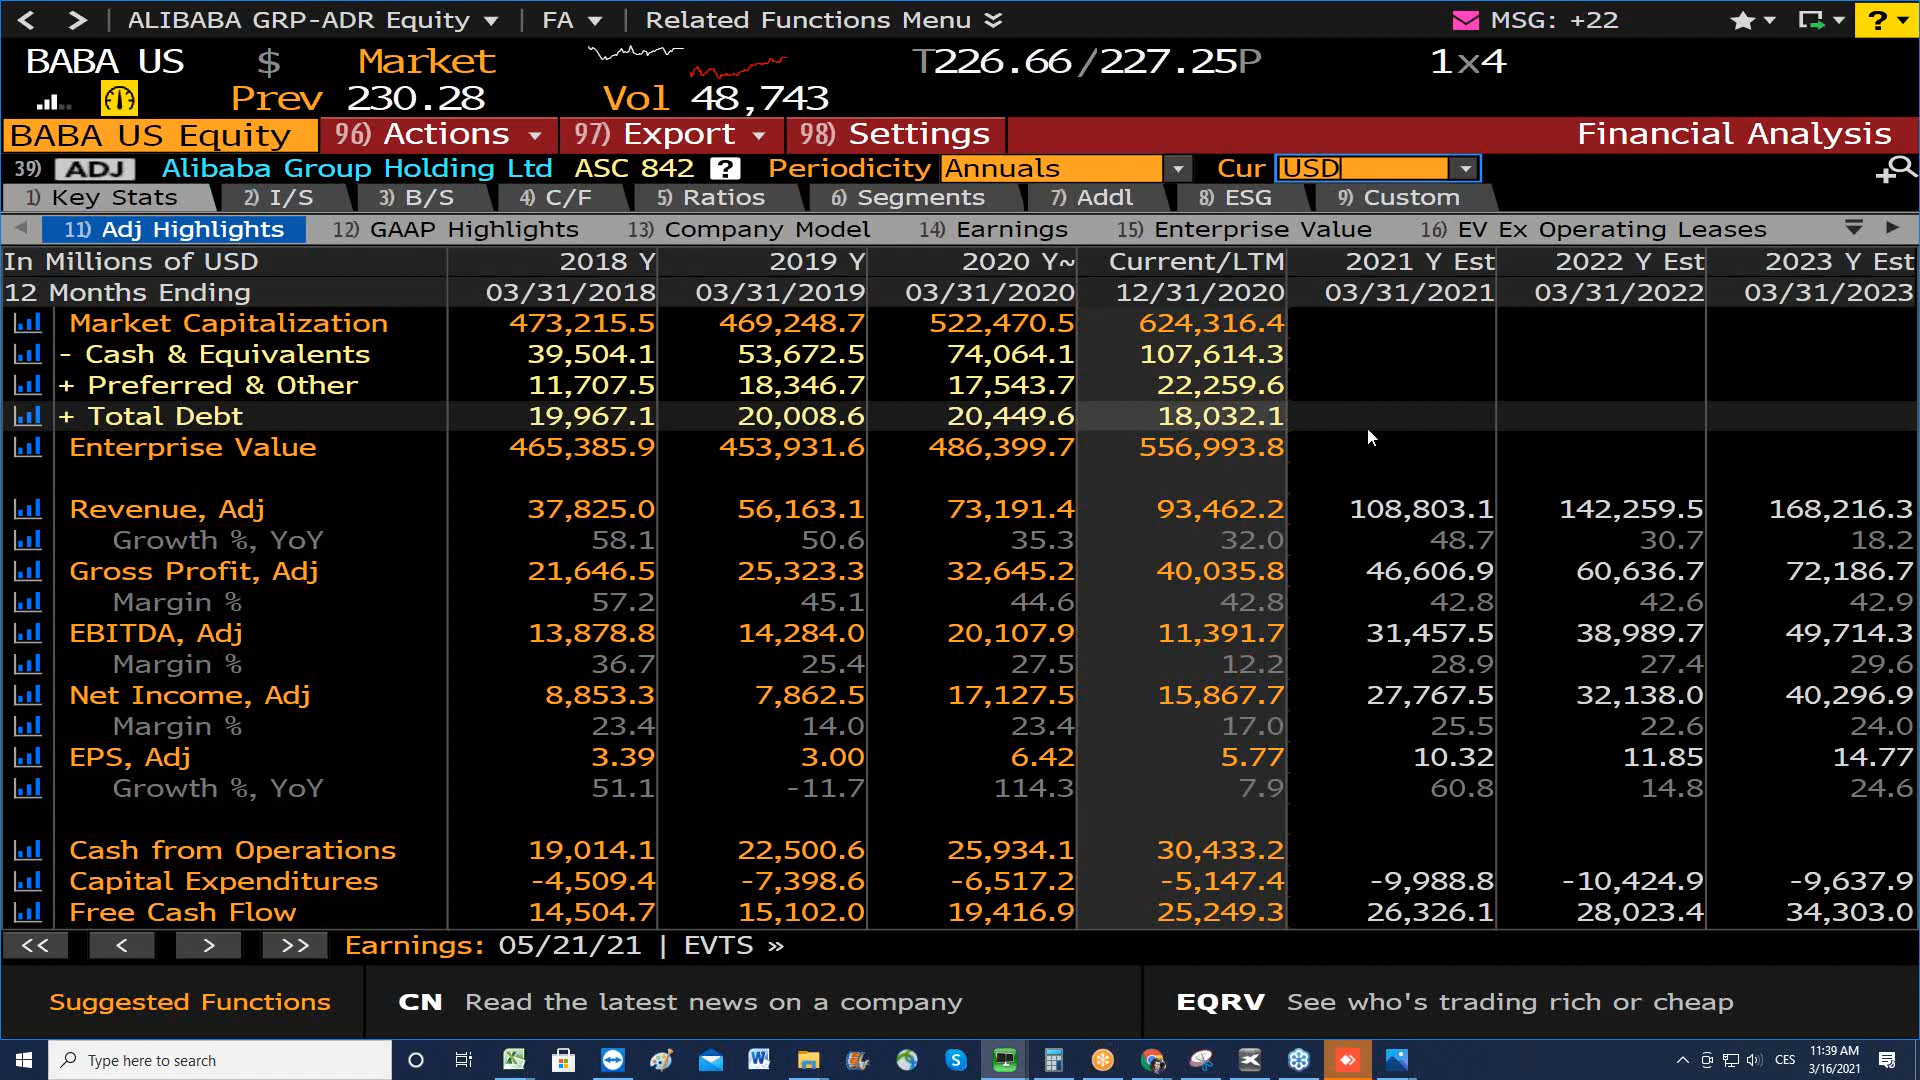 ALIBABA GRP-ADR Equity FA Related Functions Menu MSG: +22 ?
BABA US $ Market T226.66/227.25P 1x4
Prev 230.28 Vol 48,743
BABA US Equity 96) Actions 97) Export 98) Settings Financial Analysis
39) ADJ Alibaba Group Holding Ltd ASC 842 ? Periodicity Annuals Cur USD
1) Key Stats 2) I/S 3) B/S 4) C/F 5) Ratios 6) Segments 7) Addl 8) ESG 9) Custom
11) Adj Highlights 12) GAAP Highlights 13) Company Model 14) Earnings 15) Enterprise Value 16) EV Ex Operating Leases
In Millions of USD 2018 Y 2019 Y 2020 Y~ Current/LTM 2021 Y Est 2022 Y Est 2023 Y Est
12 Months Ending 03/31/2018 03/31/2019 03/31/2020 12/31/2020 03/31/2021 03/31/2022 03/31/2023
Market Capitalization 473,215.5 469,248.7 522,470.5 624,316.4
- Cash & Equivalents 39,504.1 53,672.5 74,064.1 107,614.3
+ Preferred & Other 11,707.5 18,346.7 17,543.7 22,259.6
+ Total Debt 19,967.1 20,008.6 20,449.6 18,032.1
Enterprise Value 465,385.9 453,931.6 486,399.7 556,993.8
Revenue, Adj 37,825.0 56,163.1 73,191.4 93,462.2 108,803.1 142,259.5 168,216.3
Growth %, YoY 58.1 50.6 35.3 32.0 48.7 30.7 18.2
Gross Profit, Adj 21,646.5 25,323.3 32,645.2 40,035.8 46,606.9 60,636.7 72,186.7
Margin % 57.2 45.1 44.6 42.8 42.8 42.6 42.9
EBITDA, Adj 13,878.8 14,284.0 20,107.9 11,391.7 31,457.5 38,989.7 49,714.3
Margin % 36.7 25.4 27.5 12.2 28.9 27.4 29.6
Net Income, Adj 8,853.3 7,862.5 17,127.5 15,867.7 27,767.5 32,138.0 40,296.9
Margin % 23.4 14.0 23.4 17.0 25.5 22.6 24.0
EPS, Adj 3.39 3.00 6.42 5.77 10.32 11.85 14.77
Growth %, YoY 51.1 -11.7 114.3 7.9 60.8 14.8 24.6
Cash from Operations 19,014.1 22,500.6 25,934.1 30,433.2
Capital Expenditures -4,509.4 -7,398.6 -6,517.2 -5,147.4 -9,988.8 -10,424.9 -9,637.9
Free Cash Flow 14,504.7 15,102.0 19,416.9 25,249.3 26,326.1 28,023.4 34,303.0
<< < > >> Earnings: 05/21/21 | EVTS »
Suggested Functions CN Read the latest news on a company EQRV See who's trading rich or cheap
Type here to search CES 11:39 AM
3/16/2021